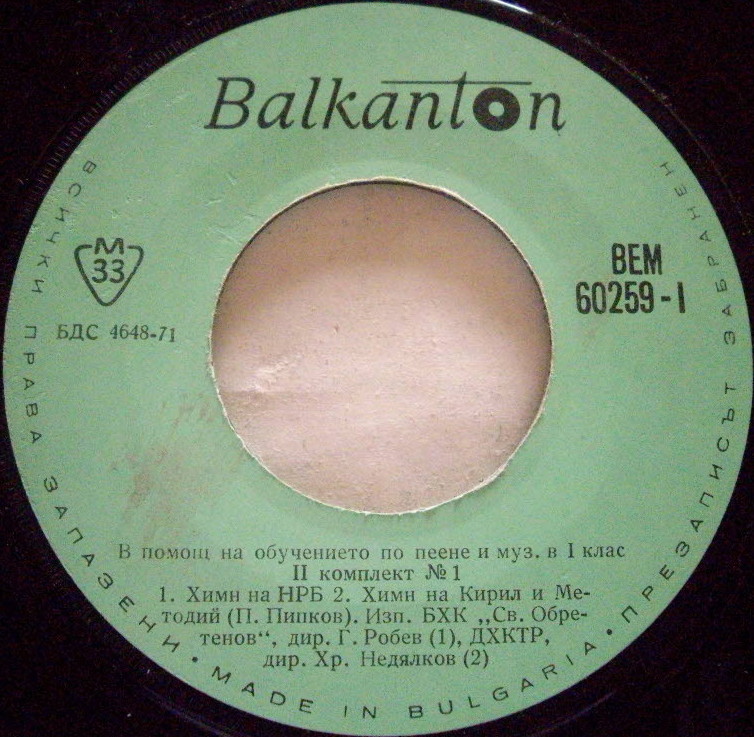 Balkanton
М
33
БДС 4648-71
ВЕМ
60259-I
В помощ на обучението по пеене и муз. в I клас
II комплект № 1
1. Химн на НРБ 2. Химн на Кирил и Ме-
тодий (П. Пипков). Изп. БХК „Св. Обре-
тенов“, дир. Г. Робев (1), ДХКТР,
дир. Хр. Недялков (2)
ВСИЧКИ ПРАВА ЗАПАЗЕНИ • MADE IN BULGARIA • ПРЕЗАПИСЪТ ЗАБРАНЕН